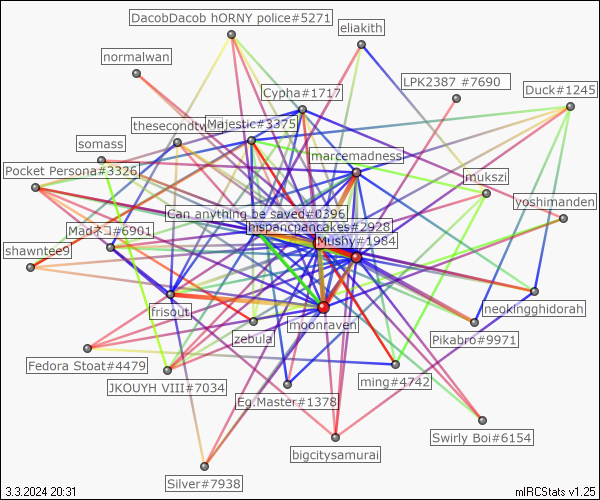 DacobDacob hORNY police#5271
eliakith
normalwan
LPK2387 #7690
Duck#1245
Cypha#1717
thesecondtw
Majestic#3375
somass
marcemadness
Pocket Persona#3326
mukszi
yoshimanden
Can anything be saved#0396
Madネコ#6901
hispanicpancakes#2928
Mushy#1984
shawntee9
frisout
neokingghidorah
moonraven
zebula
Pikabro#9971
Fedora Stoat#4479
JKOUYH VIII#7034
ming#4742
Eg.Master#1378
Swirly Boi#6154
bigcitysamurai
Silver#7938
3.3.2024 20:31
mIRCStats v1.25